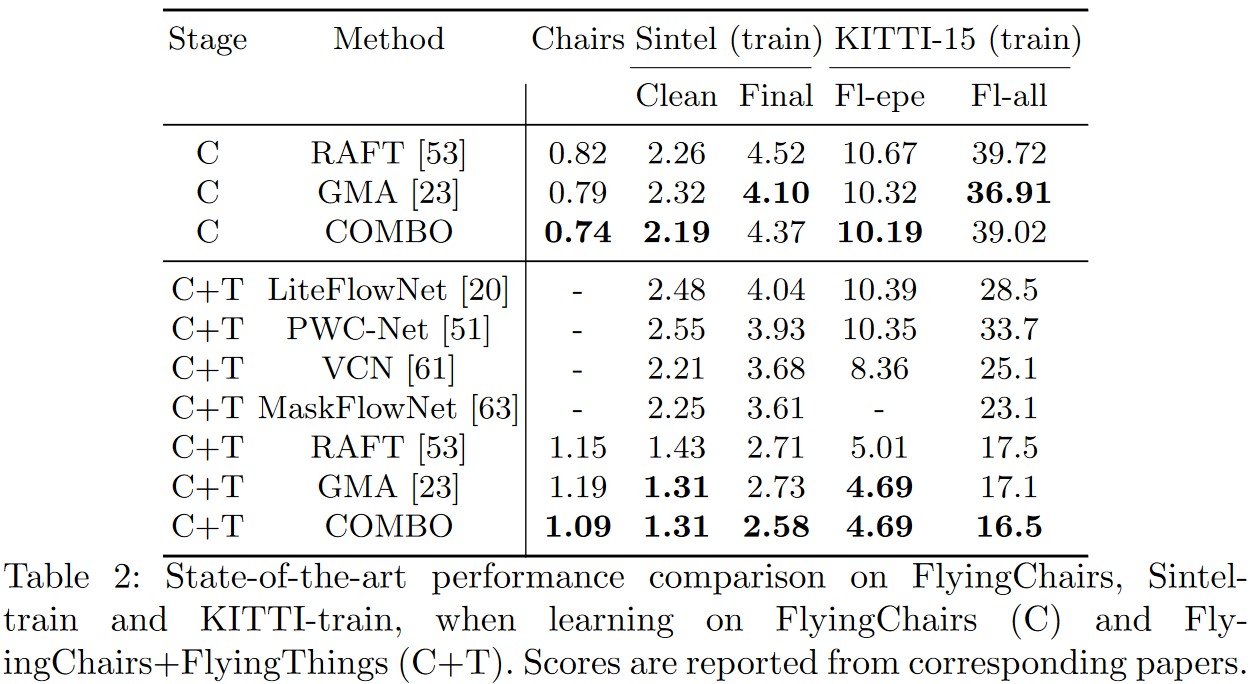 Stage Method Chairs Sintel (train) KITTI-15 (train)
Clean Final Fl-epe Fl-all
C RAFT [53] 0.82 2.26 4.52 10.67 39.72
C GMA [23] 0.79 2.32 4.10 10.32 36.91
C COMBO 0.74 2.19 4.37 10.19 39.02
C+T LiteFlowNet [20] - 2.48 4.04 10.39 28.5
C+T PWC-Net [51] - 2.55 3.93 10.35 33.7
C+T VCN [61] - 2.21 3.68 8.36 25.1
C+T MaskFlowNet [63] - 2.25 3.61 - 23.1
C+T RAFT [53] 1.15 1.43 2.71 5.01 17.5
C+T GMA [23] 1.19 1.31 2.73 4.69 17.1
C+T COMBO 1.09 1.31 2.58 4.69 16.5
Table 2: State-of-the-art performance comparison on FlyingChairs, Sintel-
train and KITTI-train, when learning on FlyingChairs (C) and Fly-
ingChairs+FlyingThings (C+T). Scores are reported from corresponding papers.